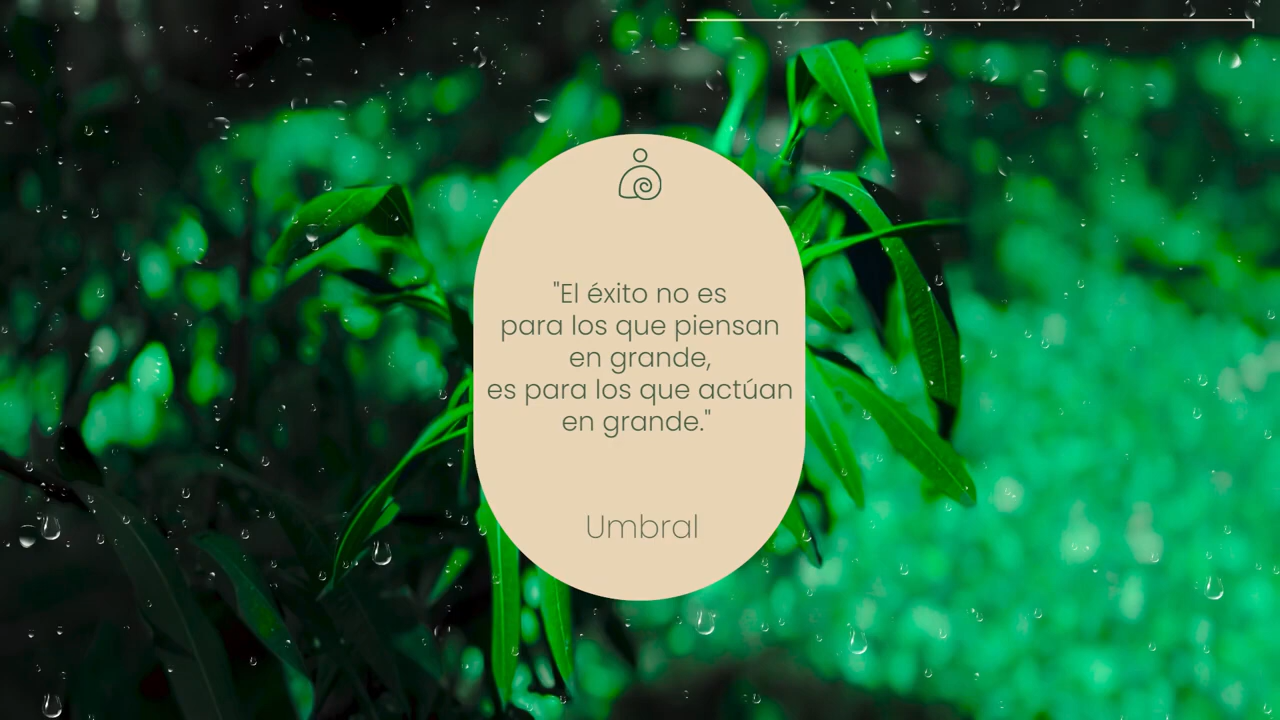 "El éxito no es
para los que piensan
en grande,
es para los que actúan
en grande."
Umbral